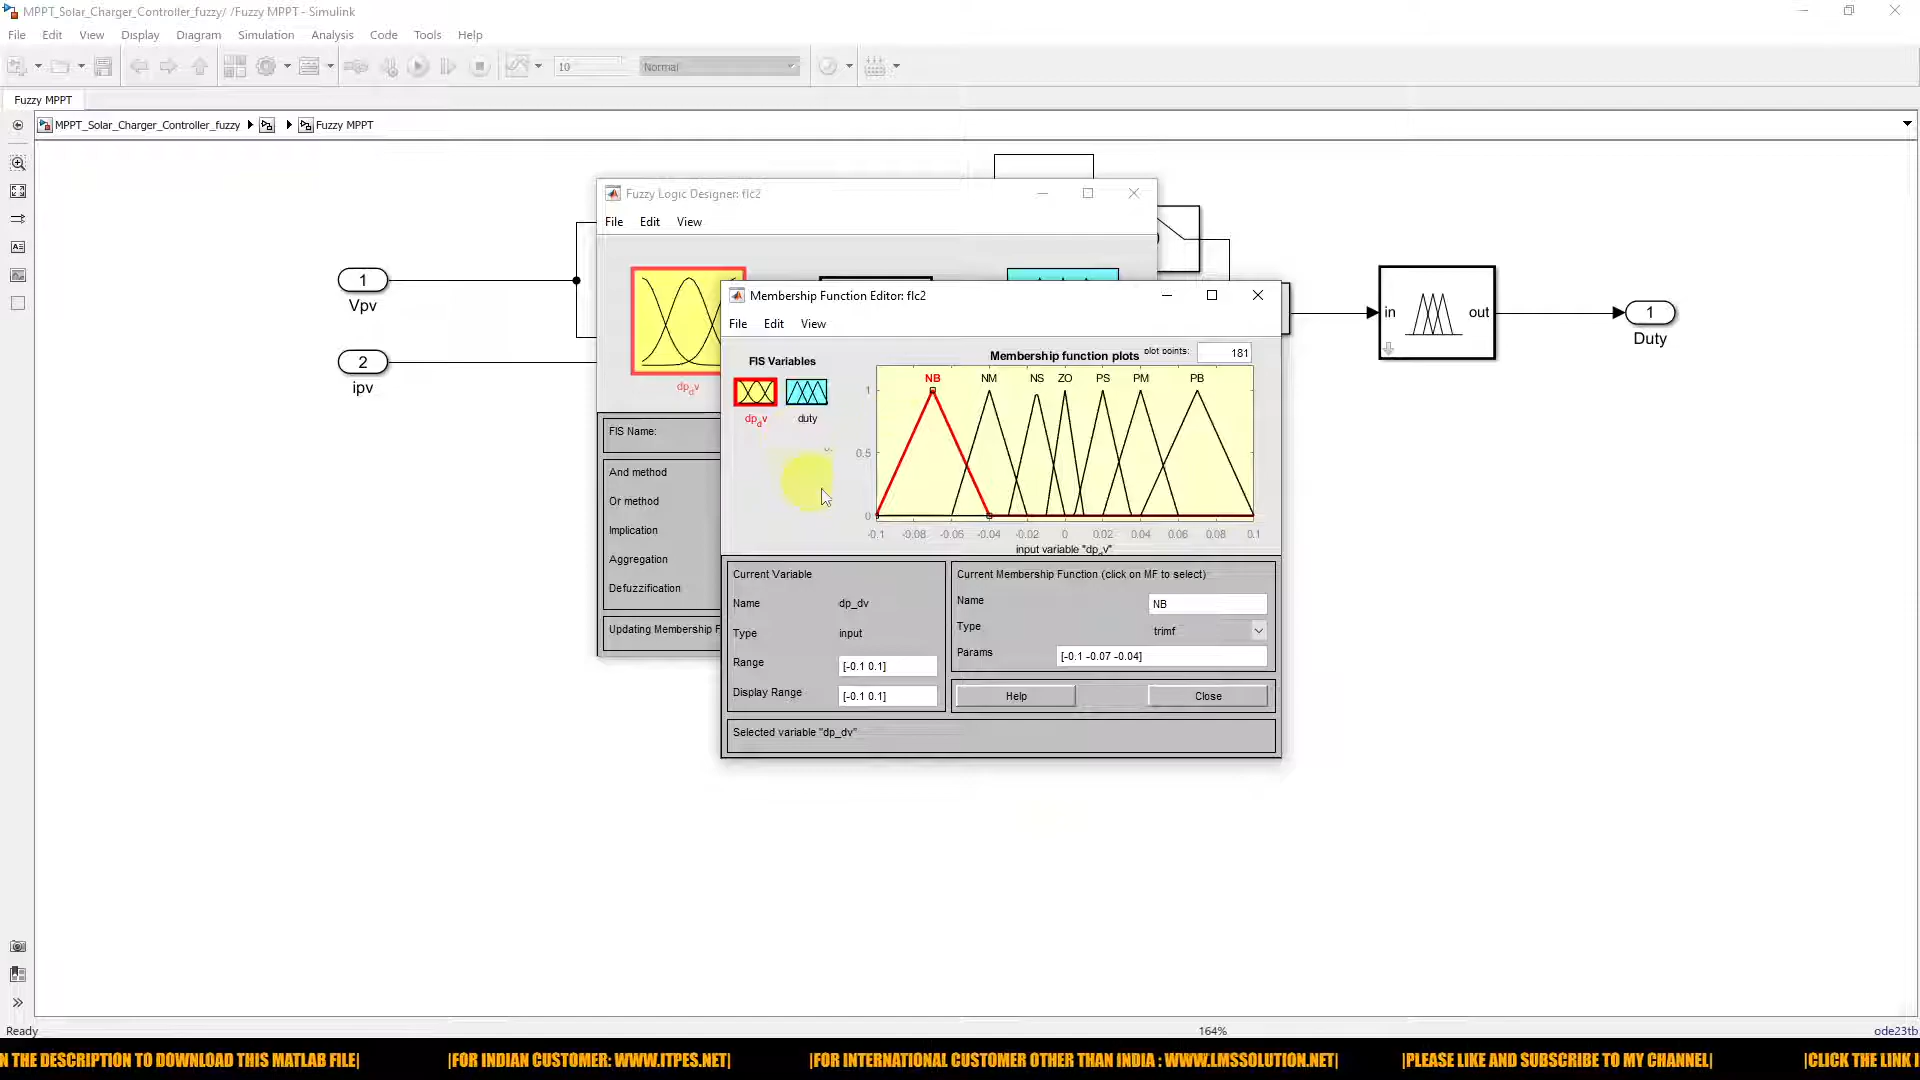 MPPT_Solar_Charger_Controller_fuzzy/ /Fuzzy MPPT - Simulink
File Edit View Display Diagram Simulation Analysis Code Tools Help
10 Normal
Fuzzy MPPT
MPPT_Solar_Charger_Controller_fuzzy Fuzzy MPPT
1
Vpv
2
ipv
Fuzzy Logic Designer: flc2
File Edit View
dp_dv
FIS Name:
And method
Or method
Implication
Aggregation
Defuzzification
Updating Membership F
Membership Function Editor: flc2
File Edit View
FIS Variables
dp_dv
duty
Membership function plots
plot points: 181
NB NM NS ZO PS PM PB
1
0.5
0
-0.1 -0.08 -0.06 -0.04 -0.02 0 0.02 0.04 0.06 0.08 0.1
input variable "dp_dv"
Current Variable
Name dp_dv
Type input
Range [-0.1 0.1]
Display Range [-0.1 0.1]
Current Membership Function (click on MF to select)
Name NB
Type trimf
Params [-0.1 -0.07 -0.04]
Help Close
Selected variable "dp_dv"
in out
1
Duty
Ready 164% ode23tb
N THE DESCRIPTION TO DOWNLOAD THIS MATLAB FILE| |FOR INDIAN CUSTOMER: WWW.ITPES.NET| |FOR INTERNATIONAL CUSTOMER OTHER THAN INDIA : WWW.LMSSOLUTION.NET| |PLEASE LIKE AND SUBSCRIBE TO MY CHANNEL| |CLICK THE LINK I